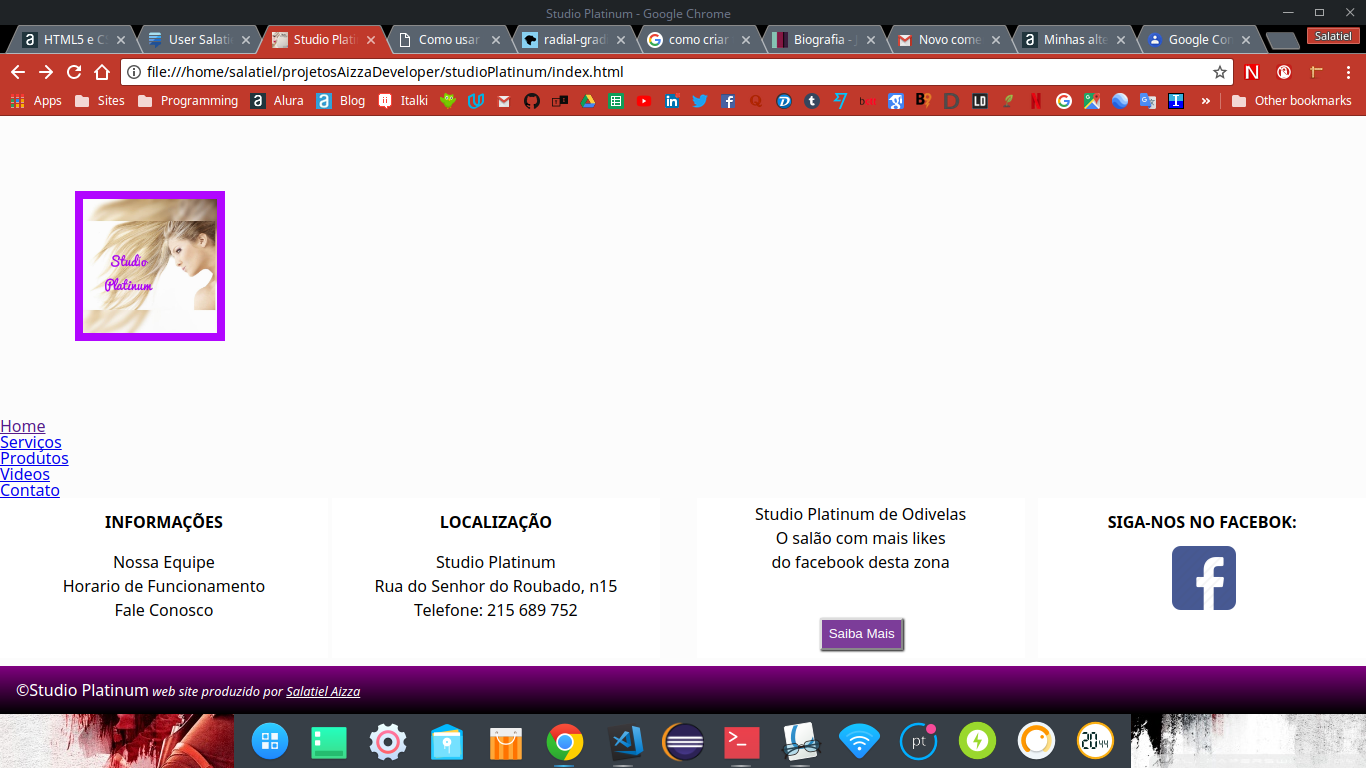 Studio Platinum - Google Chrome
HTML5 e C
User Salatie
Studio Plati
Como usar
radial-grad
como criar
Biografia - J
Novo come
Minhas alte
Google Con
Salatiel
file:///home/salatiel/projetosAizzaDeveloper/studioPlatinum/index.html
Apps
Sites
Programming
Alura
Blog
Italki
Other bookmarks
Studio
Platinum
Home
Serviços
Produtos
Videos
Contato
INFORMAÇÕES
Nossa Equipe
Horario de Funcionamento
Fale Conosco
LOCALIZAÇÃO
Studio Platinum
Rua do Senhor do Roubado, n15
Telefone: 215 689 752
Studio Platinum de Odivelas
O salão com mais likes
do facebook desta zona
Saiba Mais
SIGA-NOS NO FACEBOK:
©Studio Platinum web site produzido por Salatiel Aizza
pt
20 44